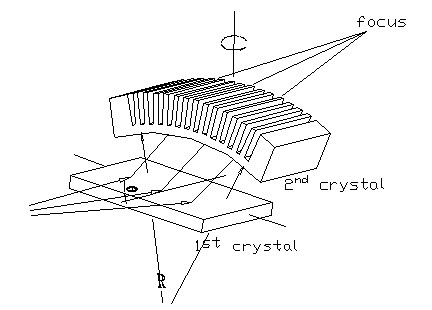 focus
2nd crystal
Θ
1st crystal
R